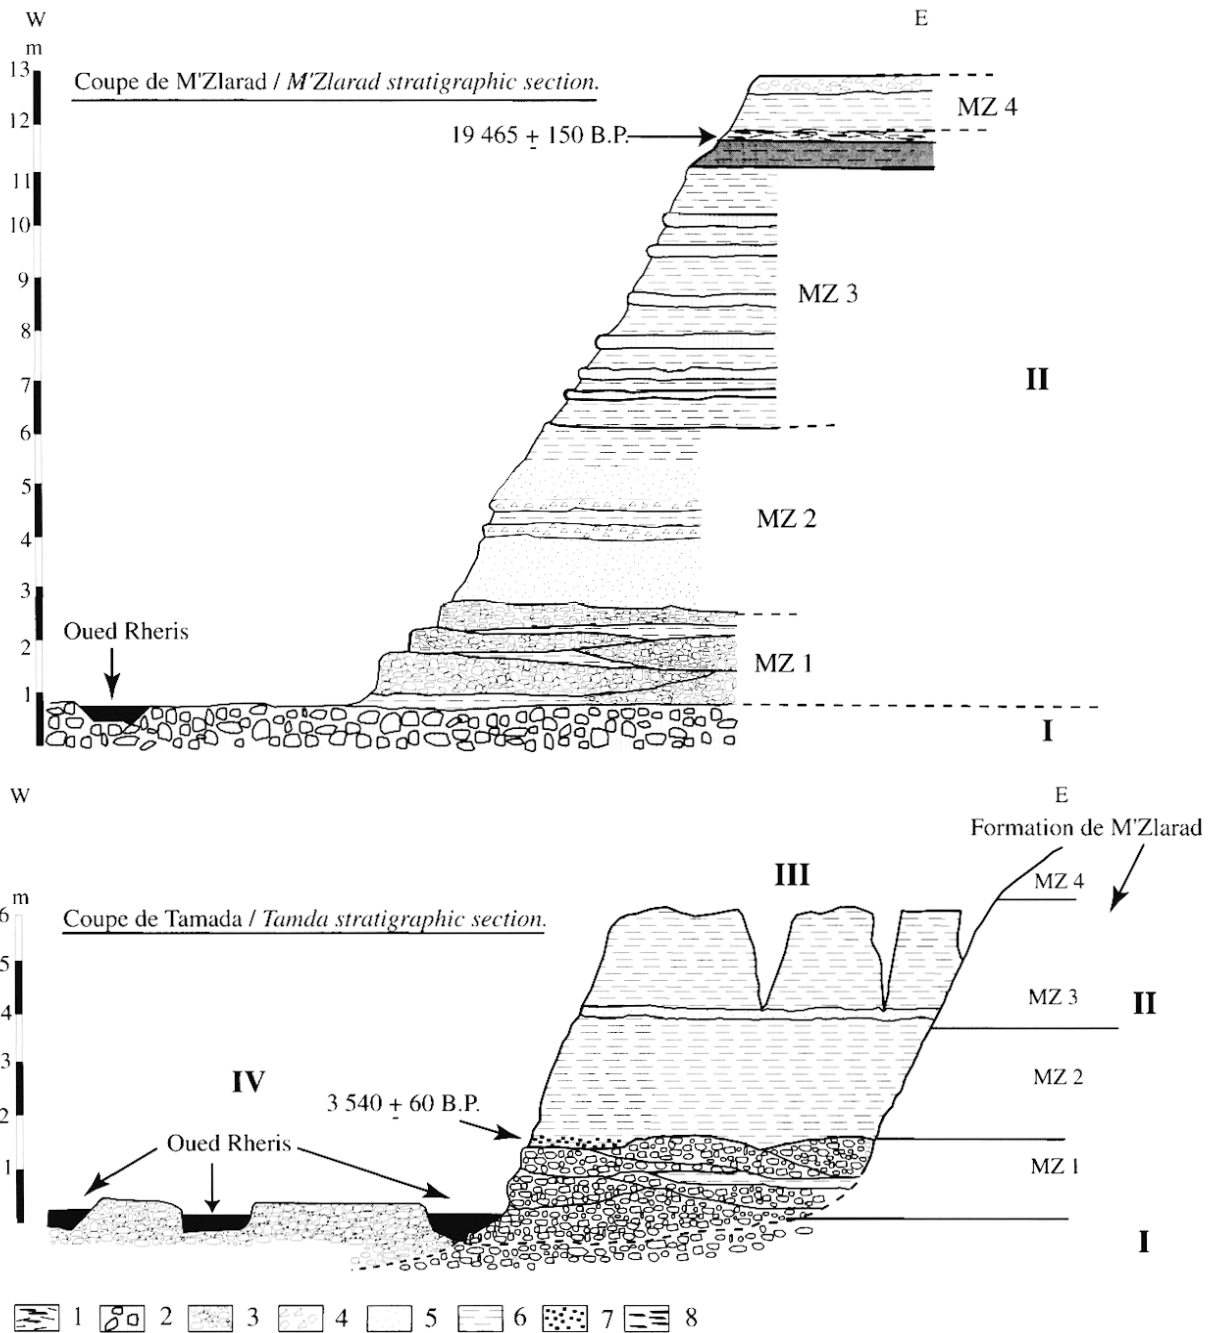 W E
m
13
Coupe de M'Zlarad / M'Zlarad stratigraphic section.
MZ 4
12
19 465 ± 150 B.P.
11
10
9
MZ 3
8
7
II
6
5
MZ 2
4
3
Oued Rheris
2
MZ 1
1
I
W E
Formation de M'Zlarad
III
MZ 4
m
6
Coupe de Tamada / Tamda stratigraphic section.
5
MZ 3
II
4
3
IV
MZ 2
3 540 ± 60 B.P.
2
Oued Rheris
1
MZ 1
I
1 2 3 4 5 6 7 8